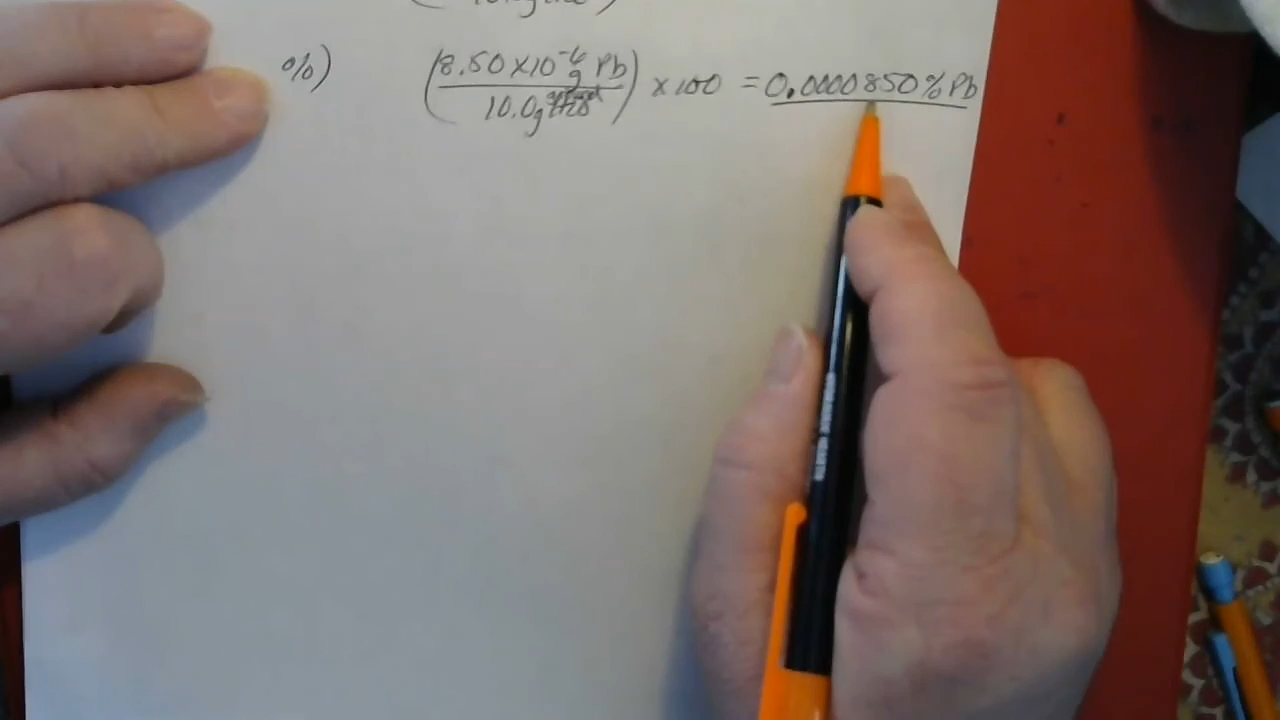 %) (8.50 x 10⁻⁶ g Pb / 10.0 g) x 100 = 0.0000850% Pb